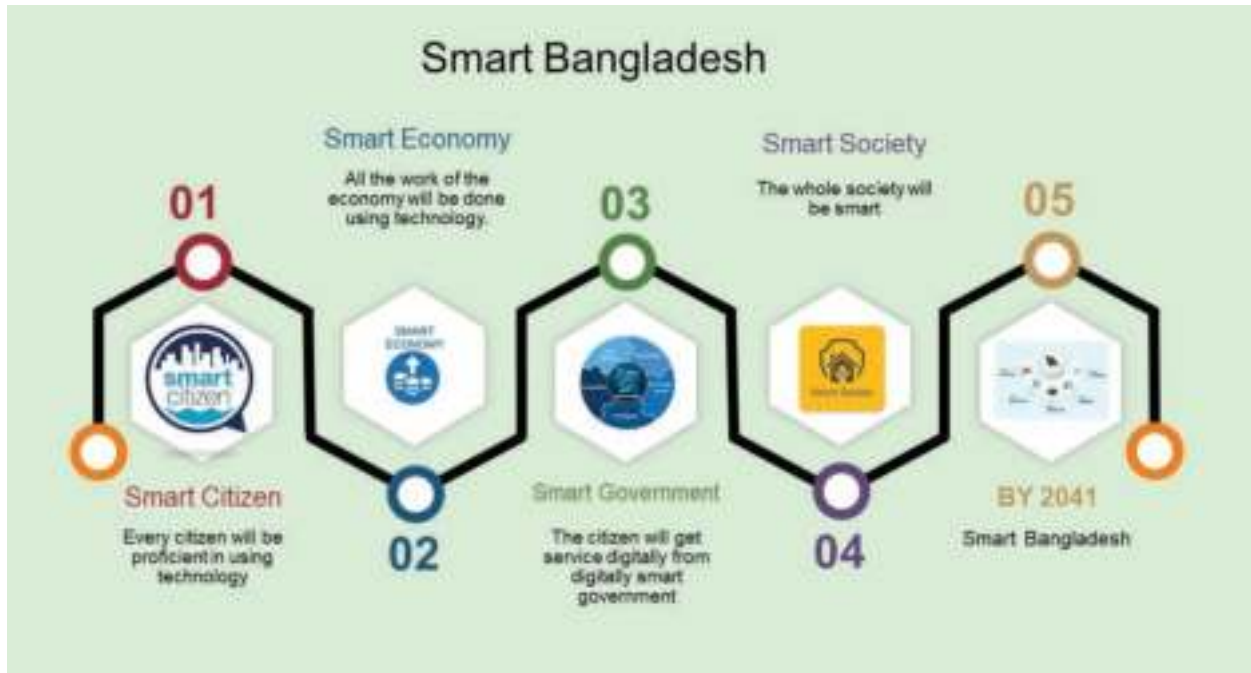 Smart Bangladesh
01
Smart Citizen
Every citizen will be
proficient in using
technology
Smart Economy
All the work of the
economy will be done
using technology.
02
03
Smart Government
The citizen will get
service digitally from
digitally smart
government
Smart Society
The whole society will
be smart
04
05
BY 2041
Smart Bangladesh
smart
citizen
SMART
ECONOMY